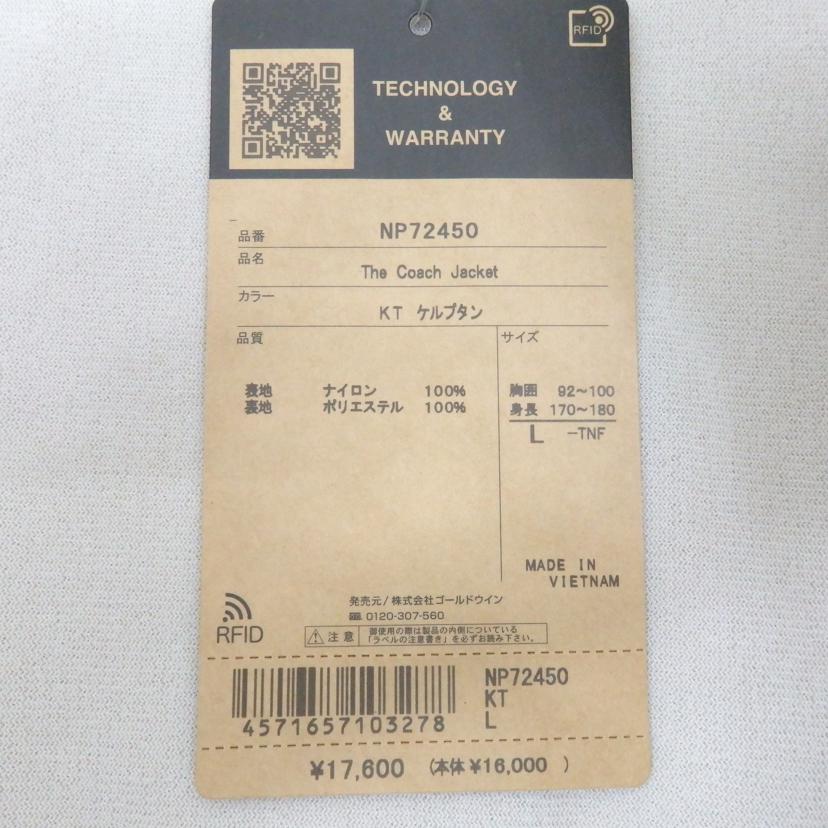 RFID
TECHNOLOGY
&
WARRANTY
品番 NP72450
品名
The Coach Jacket
カラー
KT ケルプタン
品質
サイズ
表地 ナイロン 100%
裏地 ポリエステル 100%
胸囲 92～100
身長 170～180
L -TNF
MADE IN
VIETNAM
発売元/株式会社ゴールドウイン
0120-307-560
RFID
注意
御使用の際は製品の内側についている
「ラベルの注意書き」を必ずお読み下さい。
4571657103278
NP72450
KT
L
¥17,600 (本体¥16,000 )